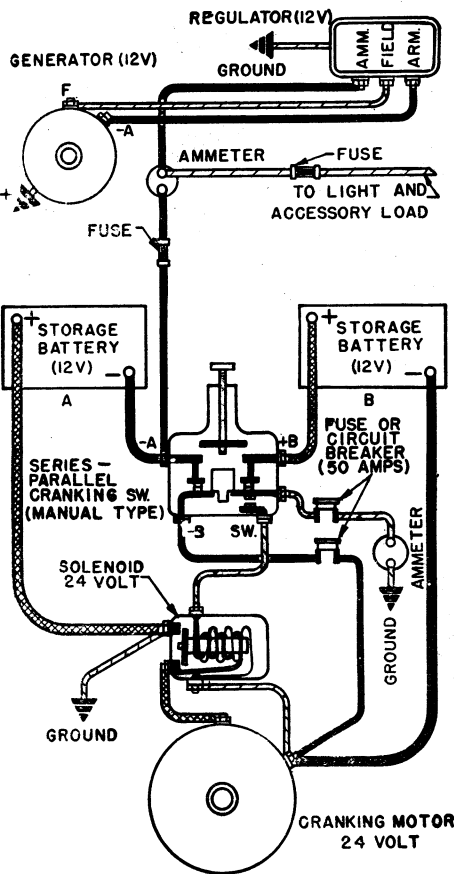 REGULATOR(12V)
AMM.
FIELD
ARM.
GENERATOR (12V)
GROUND
F
-A
+
AMMETER
FUSE
TO LIGHT AND
ACCESSORY LOAD
FUSE
+
STORAGE
BATTERY
(12V)
-
A
+
STORAGE
BATTERY
(12V)
-
B
-A
+B
FUSE OR
CIRCUIT
BREAKER
(50 AMPS)
SERIES-
PARALLEL
CRANKING SW.
(MANUAL TYPE)
-B
SW.
AMMETER
SOLENOID
24 VOLT
GROUND
GROUND
CRANKING MOTOR
24 VOLT